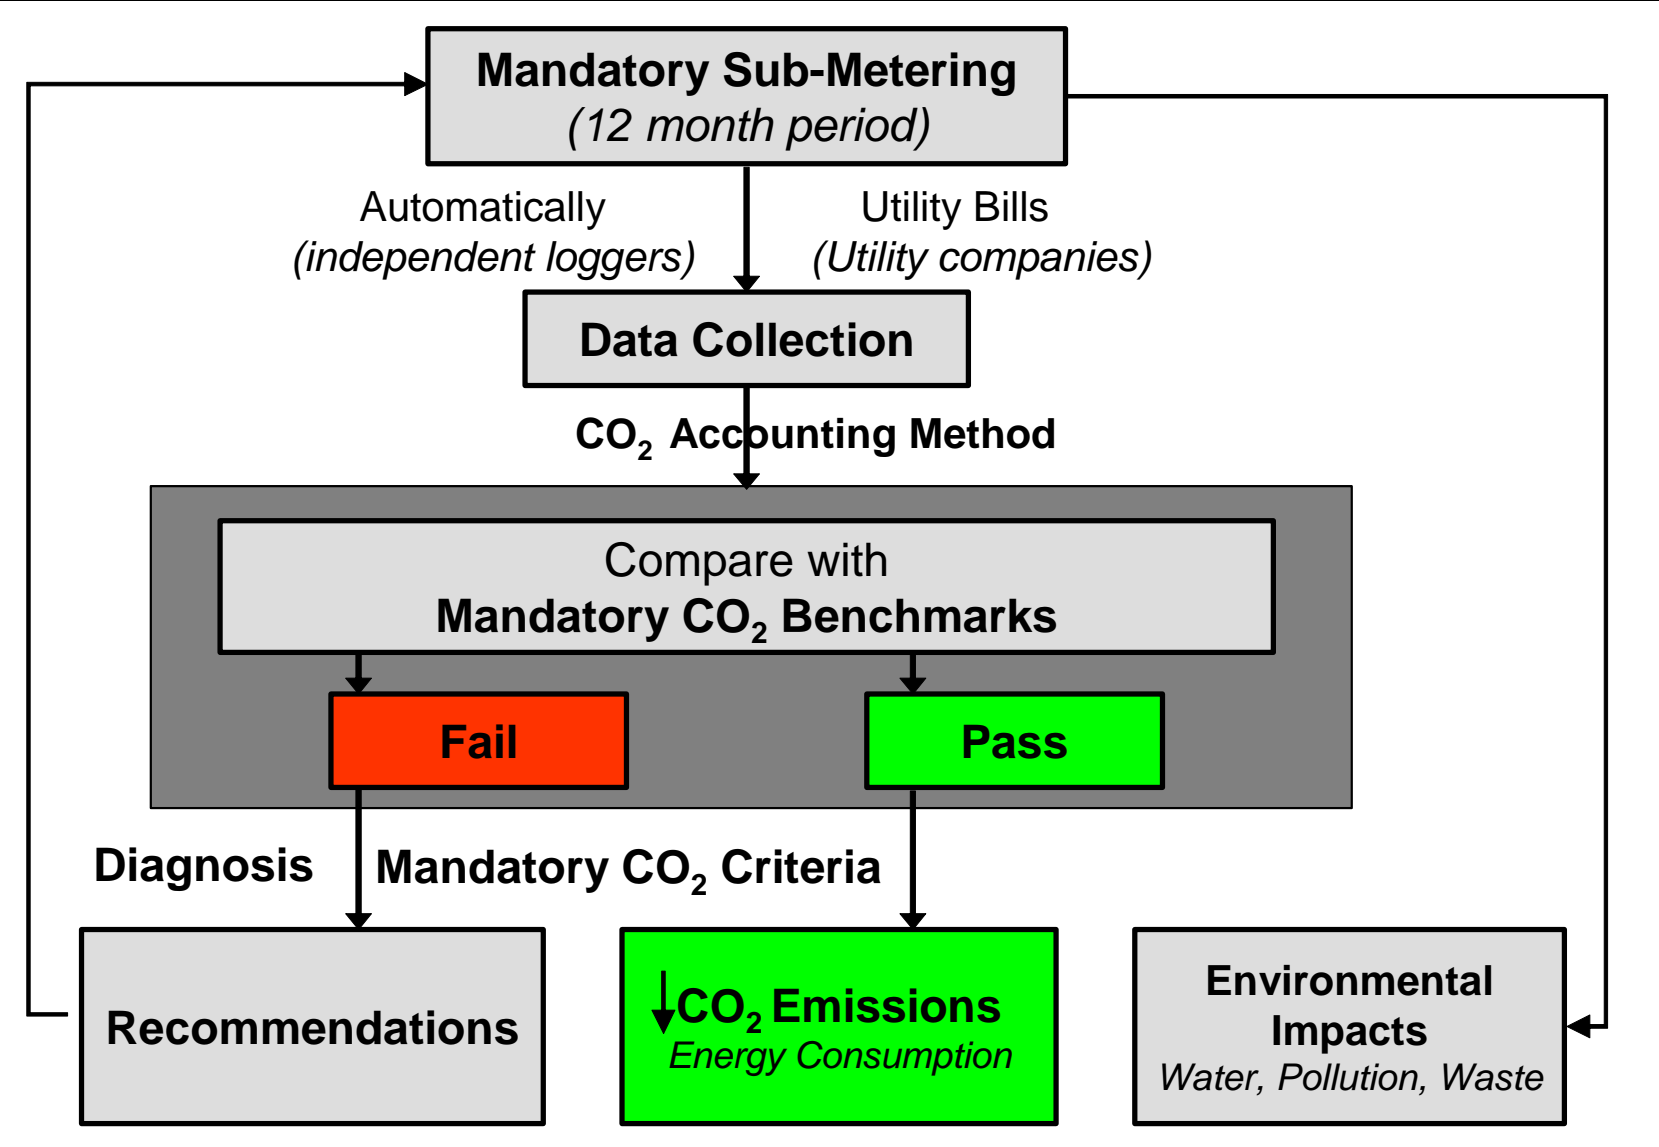 Mandatory Sub-Metering
(12 month period)
Automatically
(independent loggers)
Utility Bills
(Utility companies)
Data Collection
CO₂ Accounting Method
Compare with
Mandatory CO₂ Benchmarks
Fail
Pass
Diagnosis
Mandatory CO₂ Criteria
Recommendations
CO₂ Emissions
Energy Consumption
Environmental
Impacts
Water, Pollution, Waste